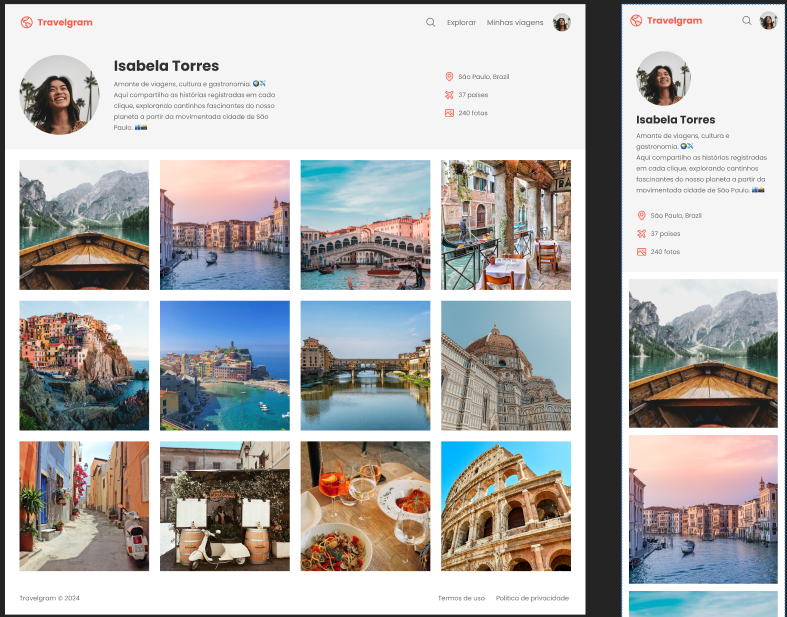 Travelgram
Explorar
Minhas viagens
Isabela Torres
Amante de viagens, cultura e gastronomia.
Aqui compartilho as histórias registradas em cada
clique, explorando cantinhos fascinantes do nosso
planeta a partir da movimentada cidade de São
Paulo.
São Paulo, Brazil
37 países
240 fotos
Travelgram © 2024
Termos de uso
Política de privacidade
Travelgram
Isabela Torres
Amante de viagens, cultura e
gastronomia.
Aqui compartilho as histórias registradas
em cada clique, explorando cantinhos
fascinantes do nosso planeta a partir da
movimentada cidade de São Paulo.
São Paulo, Brazil
37 países
240 fotos